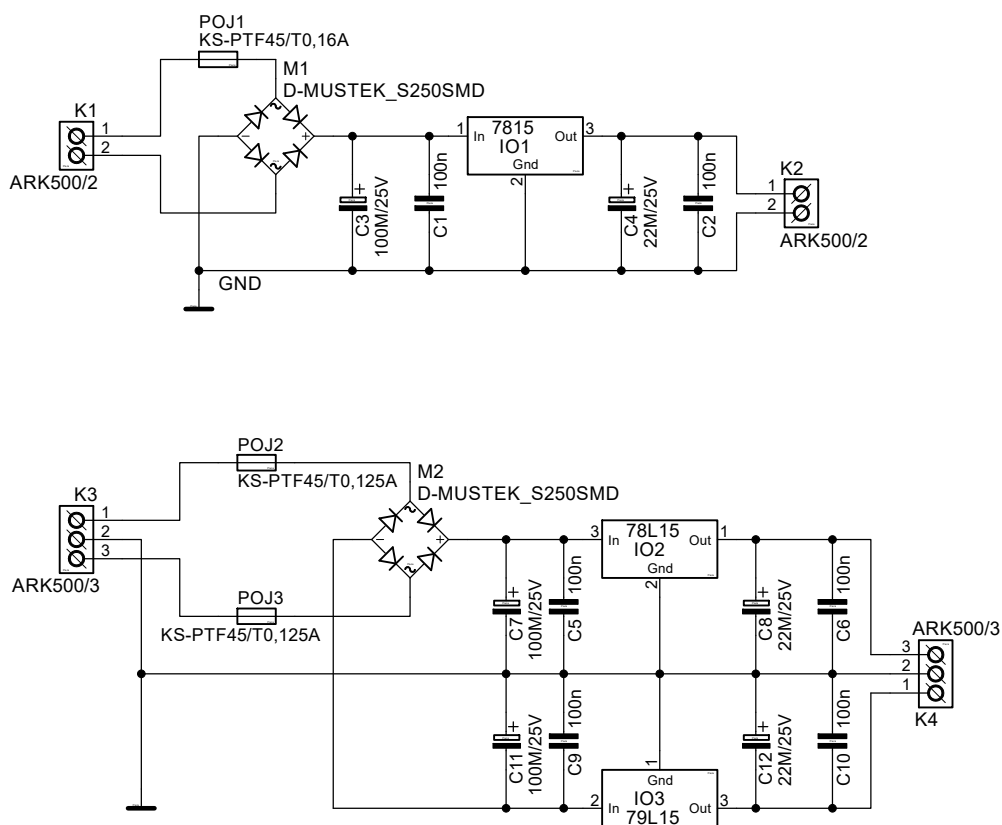 POJ1
KS-PTF45/T0,16A
M1
D-MUSTEK_S250SMD
K1
1
2
ARK500/2
~
~
-
+
1
In
7815
IO1
Out
3
Gnd
2
+
C3
100M/25V
C1
100n
+
C4
22M/25V
C2
100n
K2
1
2
ARK500/2
GND
POJ2
KS-PTF45/T0,125A
M2
D-MUSTEK_S250SMD
K3
1
2
3
ARK500/3
~
~
-
+
POJ3
KS-PTF45/T0,125A
3
In
78L15
IO2
Out
1
Gnd
2
+
C7
100M/25V
C5
100n
+
C8
22M/25V
C6
100n
ARK500/3
3
2
1
K4
+
C11
100M/25V
C9
100n
+
C12
22M/25V
C10
100n
1
Gnd
2
In
IO3
79L15
Out
3